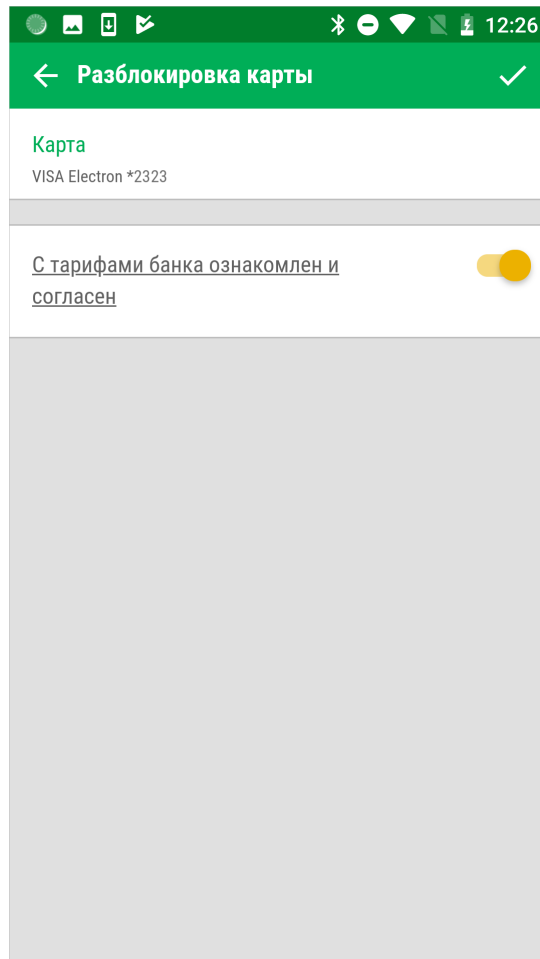 12:26
Разблокировка карты
Карта
VISA Electron *2323
С тарифами банка ознакомлен и
согласен